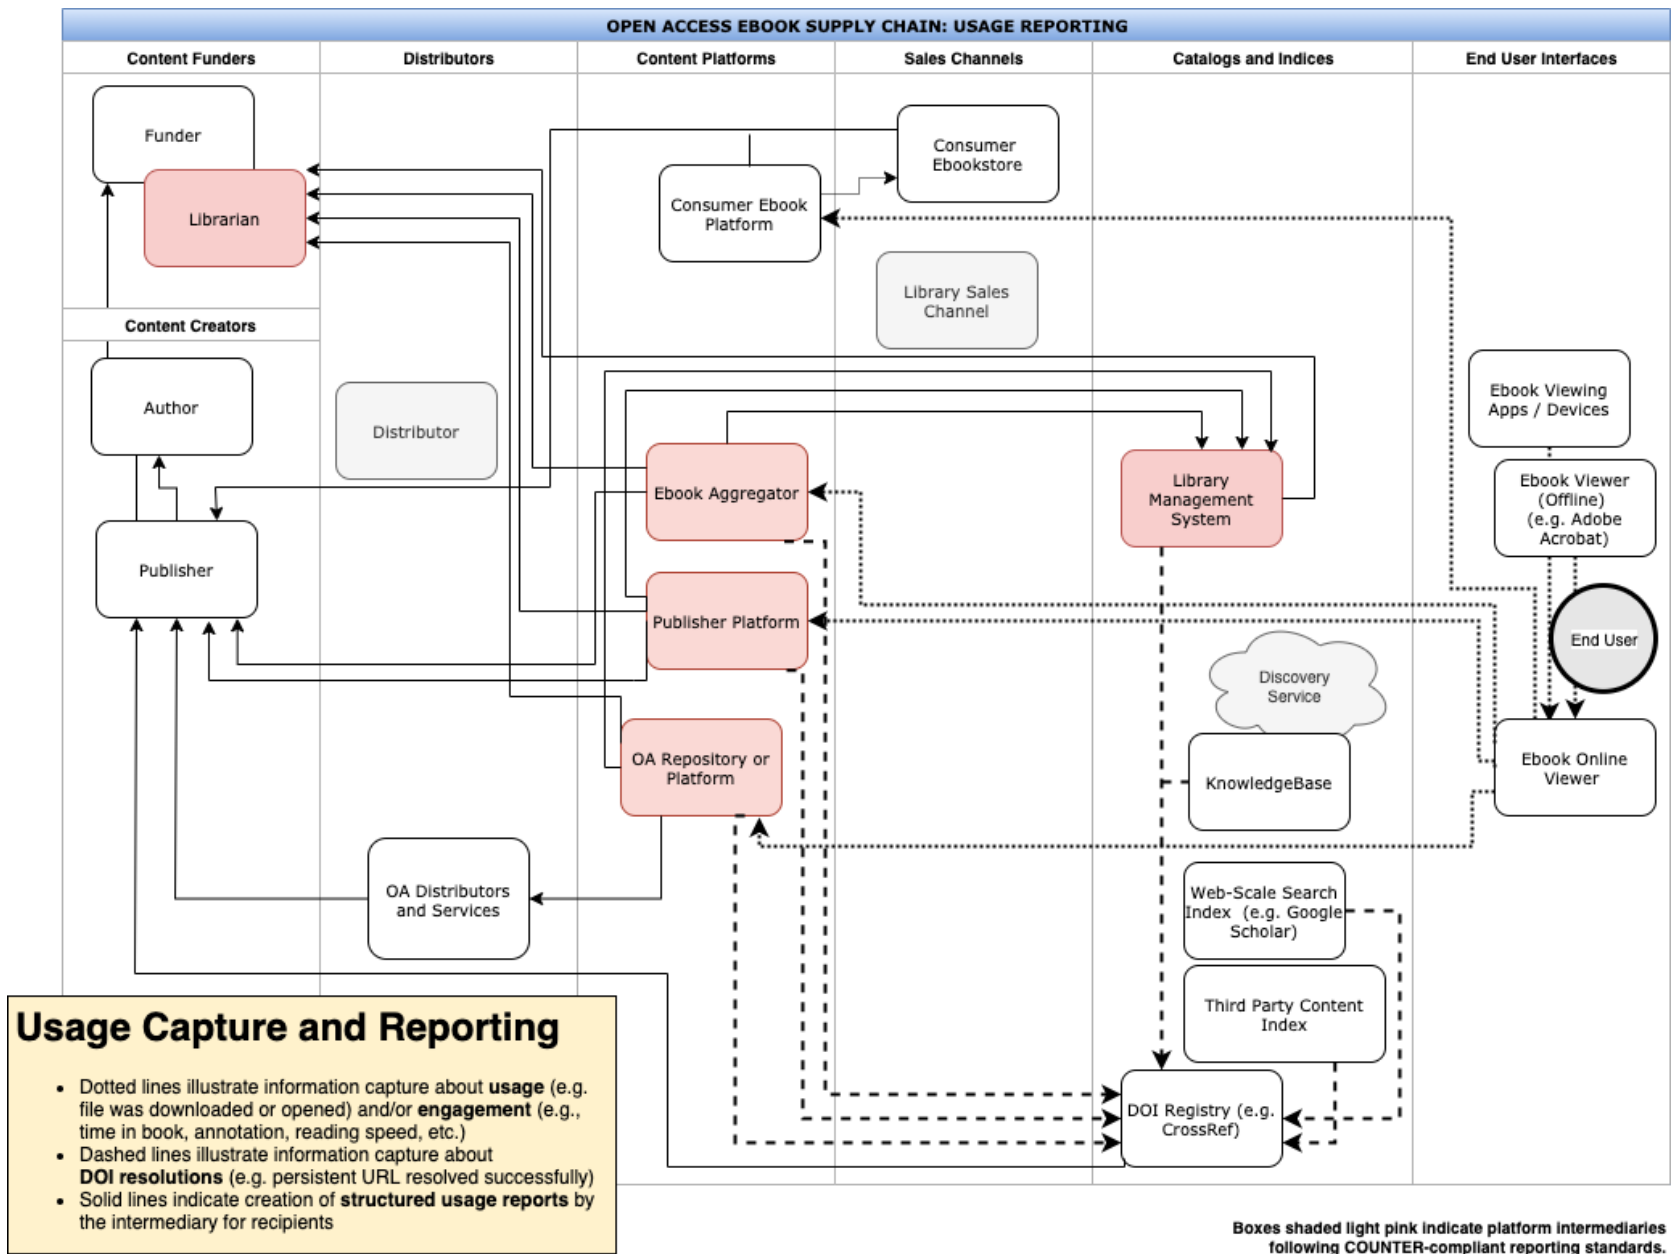 OPEN ACCESS EBOOK SUPPLY CHAIN: USAGE REPORTING
Content Funders
Distributors
Content Platforms
Sales Channels
Catalogs and Indices
End User Interfaces
Funder
Librarian
Consumer Ebook
Platform
Consumer
Ebookstore
Library Sales
Channel
Content Creators
Author
Distributor
Publisher
Ebook Aggregator
Publisher Platform
OA Repository or
Platform
OA Distributors
and Services
Library
Management
System
Discovery
Service
KnowledgeBase
Web-Scale Search
Index (e.g. Google
Scholar)
Third Party Content
Index
DOI Registry (e.g.
CrossRef)
Ebook Viewing
Apps / Devices
Ebook Viewer
(Offline)
(e.g. Adobe
Acrobat)
End User
Ebook Online
Viewer
Usage Capture and Reporting
• Dotted lines illustrate information capture about usage (e.g.
file was downloaded or opened) and/or engagement (e.g.,
time in book, annotation, reading speed, etc.)
• Dashed lines illustrate information capture about
DOI resolutions (e.g. persistent URL resolved successfully)
• Solid lines indicate creation of structured usage reports by
the intermediary for recipients
Boxes shaded light pink indicate platform intermediaries
following COUNTER-compliant reporting standards.